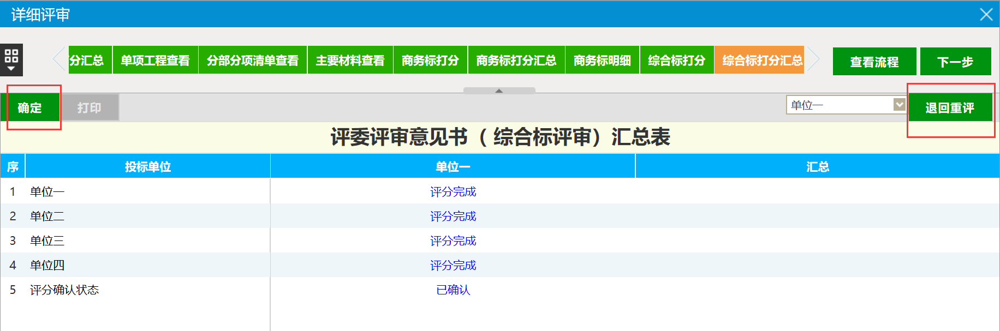 详细评审
分汇总 单项工程查看 分部分项清单查看 主要材料查看 商务标打分 商务标打分汇总 商务标明细 综合标打分 综合标打分汇总 查看流程 下一步
确定 打印 单位一 退回重评
评委评审意见书（ 综合标评审）汇总表
序 投标单位 单位一 汇总
1 单位一 评分完成
2 单位二 评分完成
3 单位三 评分完成
4 单位四 评分完成
5 评分确认状态 已确认